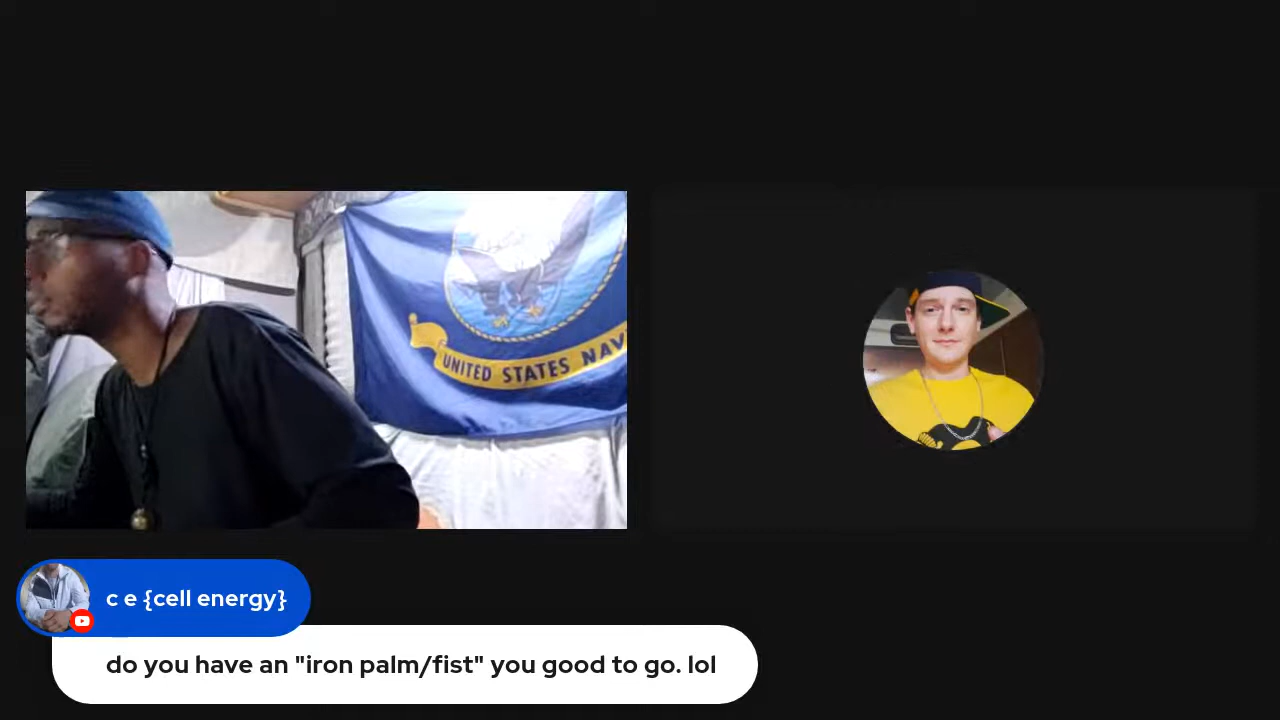 UNITED STATES NAV
c e {cell energy}
do you have an "iron palm/fist" you good to go. lol